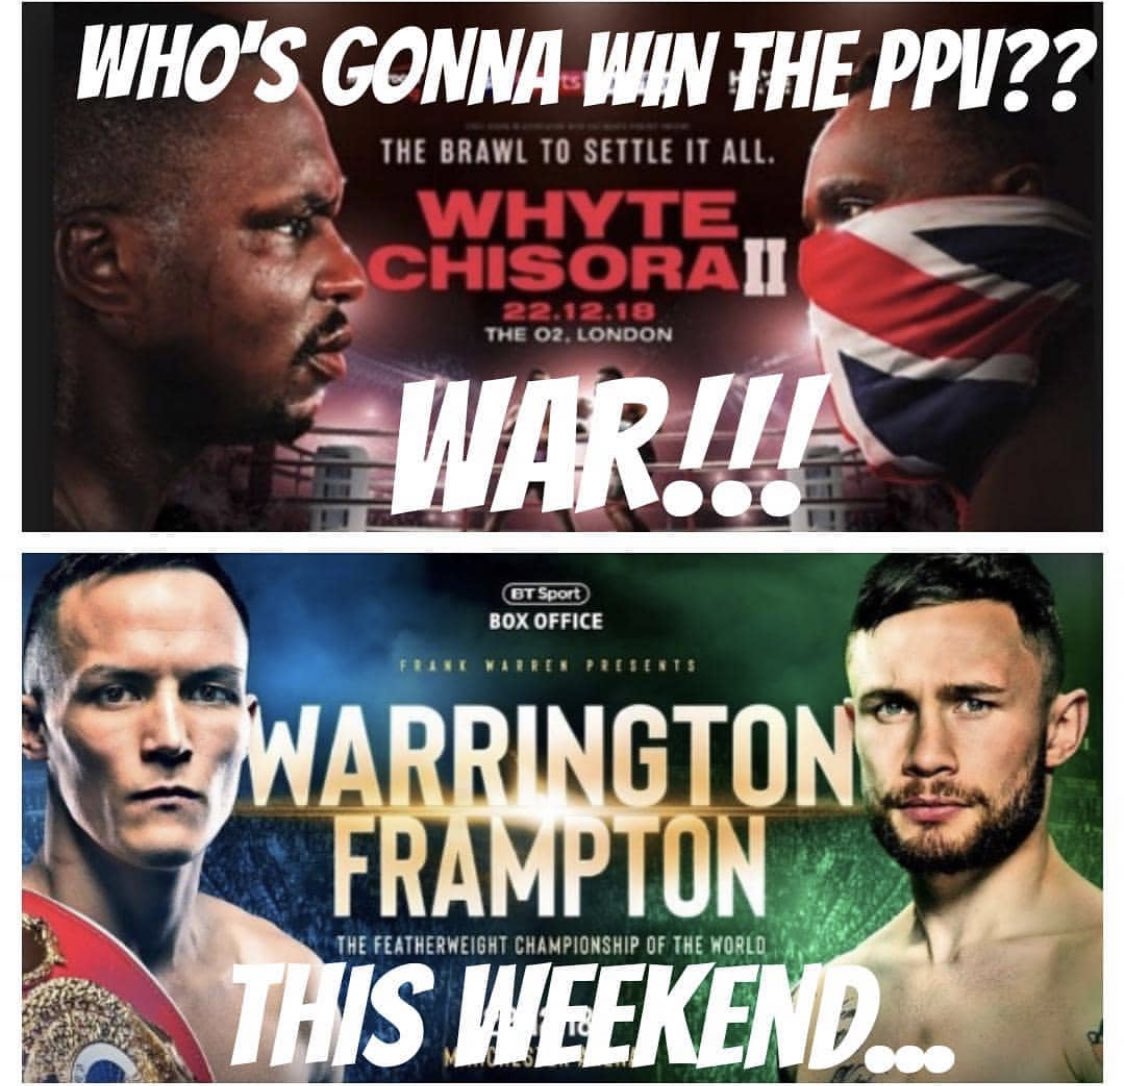 WHO'S GONNA WIN THE PPV??
THE BRAWL TO SETTLE IT ALL.
WHYTE
CHISORA II
22.12.18
THE O2, LONDON
WAR!!!
BT Sport
BOX OFFICE
FRANK WARREN PRESENTS
WARRINGTON
FRAMPTON
THE FEATHERWEIGHT CHAMPIONSHIP OF THE WORLD
THIS WEEKEND...